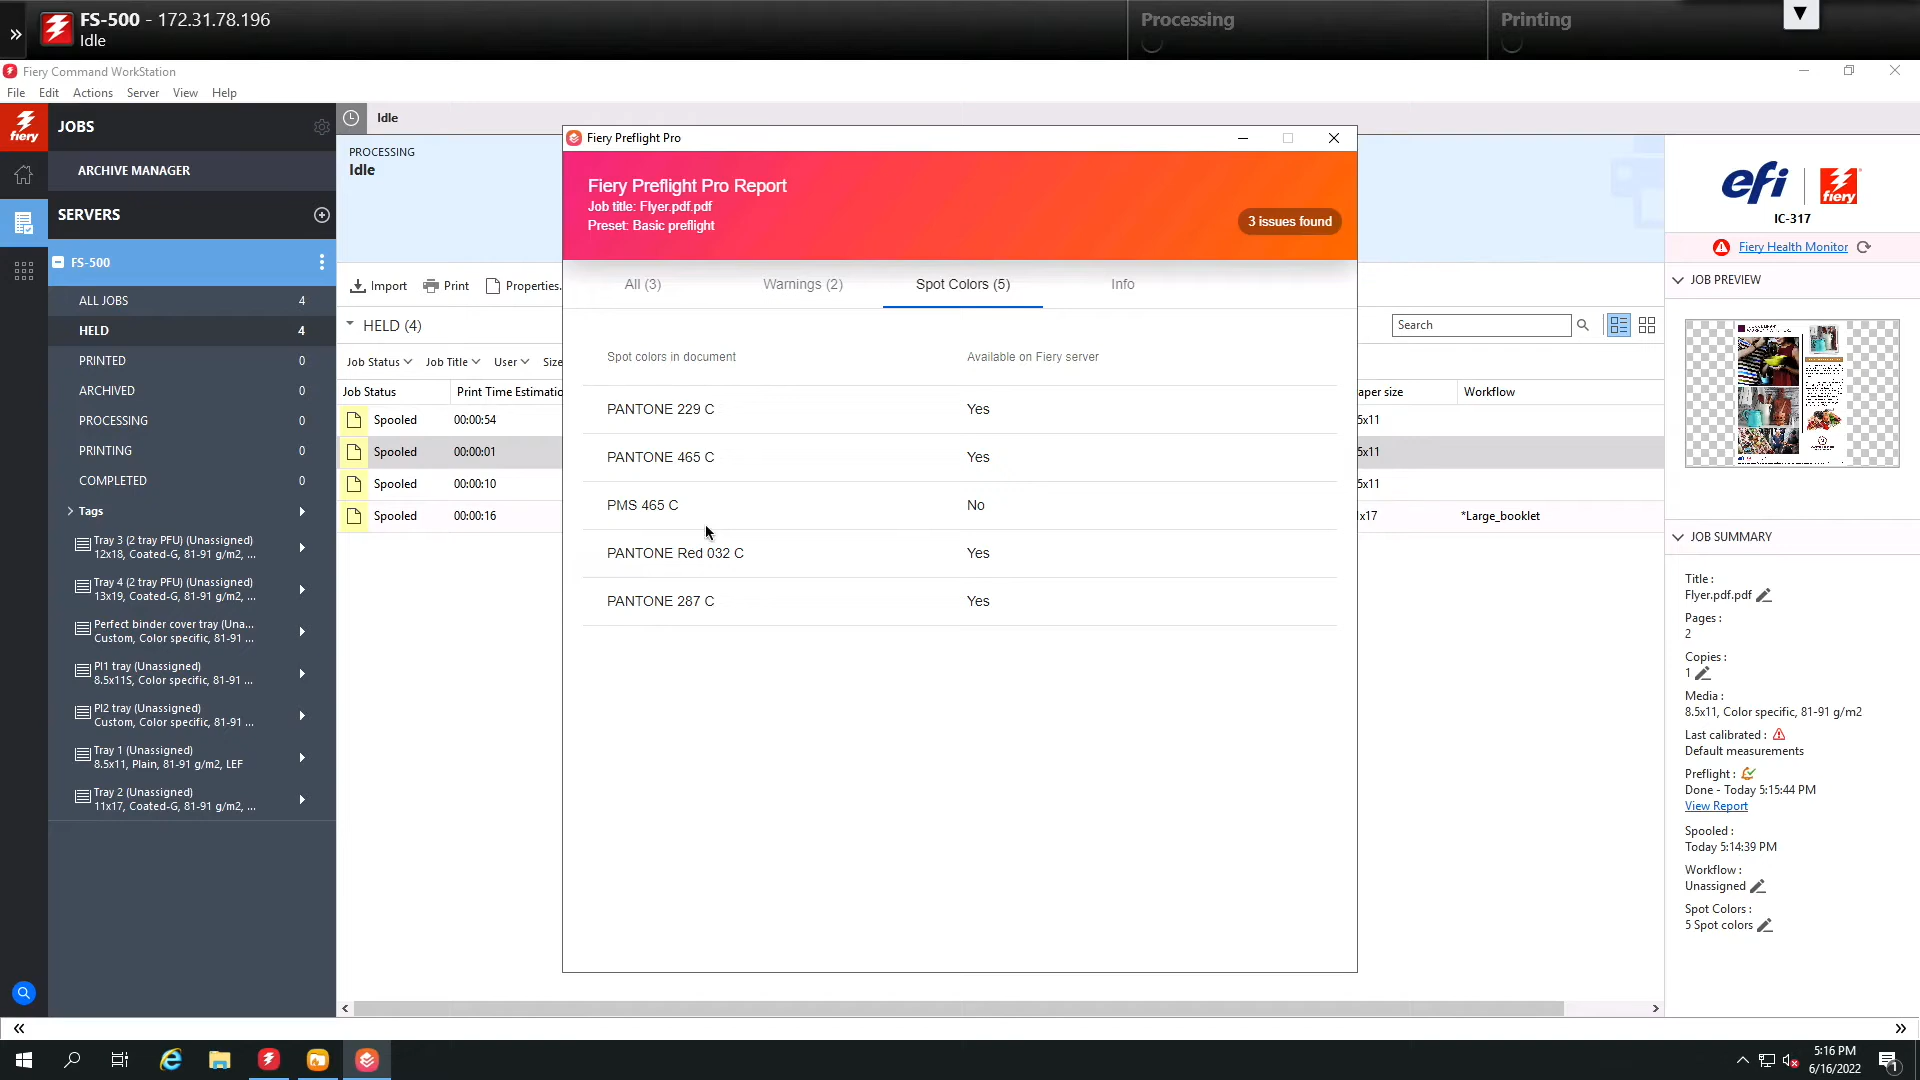 FS-500 - 172.31.78.196
Idle
Processing
Printing
Fiery Command WorkStation
File Edit Actions Server View Help
fiery
JOBS
ARCHIVE MANAGER
SERVERS
FS-500
ALL JOBS 4
HELD 4
PRINTED 0
ARCHIVED 0
PROCESSING 0
PRINTING 0
COMPLETED 0
Tags
Tray 3 (2 tray PFU) (Unassigned)
12x18, Coated-G, 81-91 g/m2, ...
Tray 4 (2 tray PFU) (Unassigned)
13x19, Coated-G, 81-91 g/m2, ...
Perfect binder cover tray (Una...
Custom, Color specific, 81-91 ...
PI1 tray (Unassigned)
8.5x11S, Color specific, 81-91 ...
PI2 tray (Unassigned)
Custom, Color specific, 81-91 ...
Tray 1 (Unassigned)
8.5x11, Plain, 81-91 g/m2, LEF
Tray 2 (Unassigned)
11x17, Coated-G, 81-91 g/m2, ...
Idle
PROCESSING
Idle
Import Print Properties.
HELD (4)
Search
Job Status Job Title User Size
Job Status Print Time Estimatio aper size Workflow
Spooled 00:00:54 5x11
Spooled 00:00:01 5x11
Spooled 00:00:10 5x11
Spooled 00:00:16 1x17 *Large_booklet
Fiery Preflight Pro
Fiery Preflight Pro Report
Job title: Flyer.pdf.pdf
Preset: Basic preflight
3 issues found
All (3) Warnings (2) Spot Colors (5) Info
Spot colors in document Available on Fiery server
PANTONE 229 C Yes
PANTONE 465 C Yes
PMS 465 C No
PANTONE Red 032 C Yes
PANTONE 287 C Yes
efi fiery
IC-317
Fiery Health Monitor
JOB PREVIEW
JOB SUMMARY
Title :
Flyer.pdf.pdf
Pages :
2
Copies :
1
Media :
8.5x11, Color specific, 81-91 g/m2
Last calibrated :
Default measurements
Preflight :
Done - Today 5:15:44 PM
View Report
Spooled :
Today 5:14:39 PM
Workflow :
Unassigned
Spot Colors :
5 Spot colors
5:16 PM
6/16/2022
1